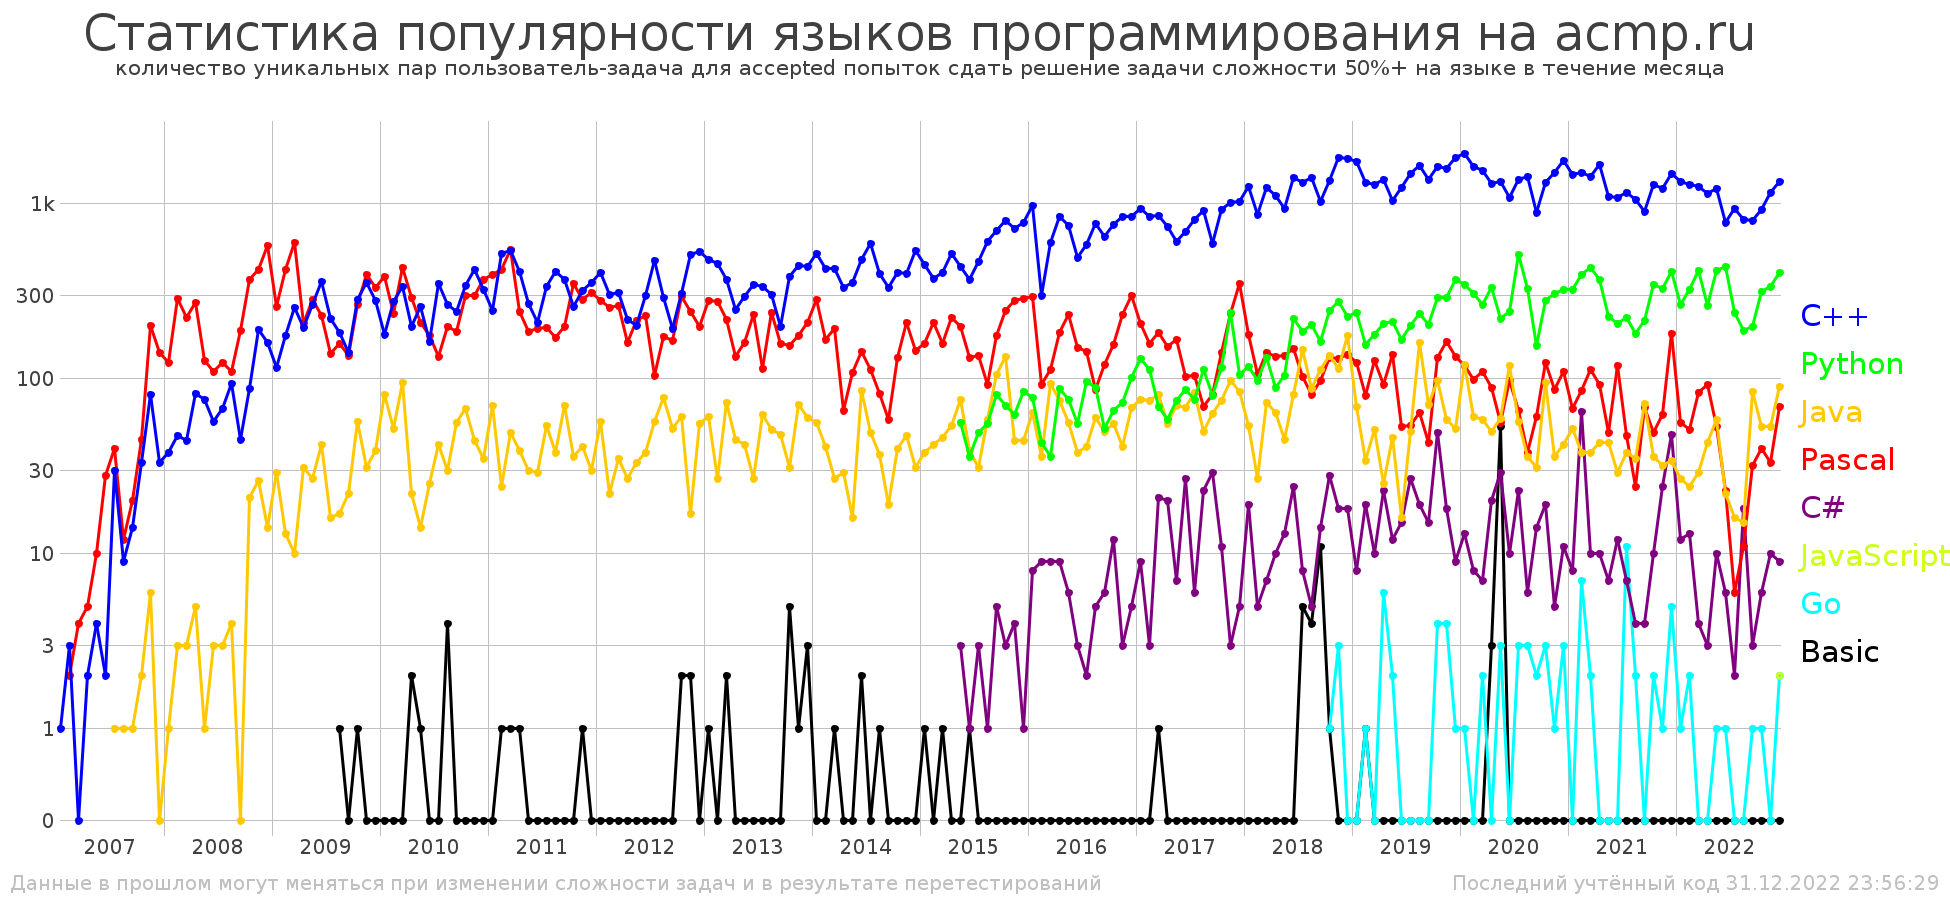 Статистика популярности языков программирования на acmp.ru
количество уникальных пар пользователь-задача для accepted попыток сдать решение задачи сложности 50%+ на языке в течение месяца
1k
300
100
30
10
3
1
0
C++
Python
Java
Pascal
C#
JavaScript
Go
Basic
2007 2008 2009 2010 2011 2012 2013 2014 2015 2016 2017 2018 2019 2020 2021 2022
Данные в прошлом могут меняться при изменении сложности задач и в результате перетестирований
Последний учтённый код 31.12.2022 23:56:29